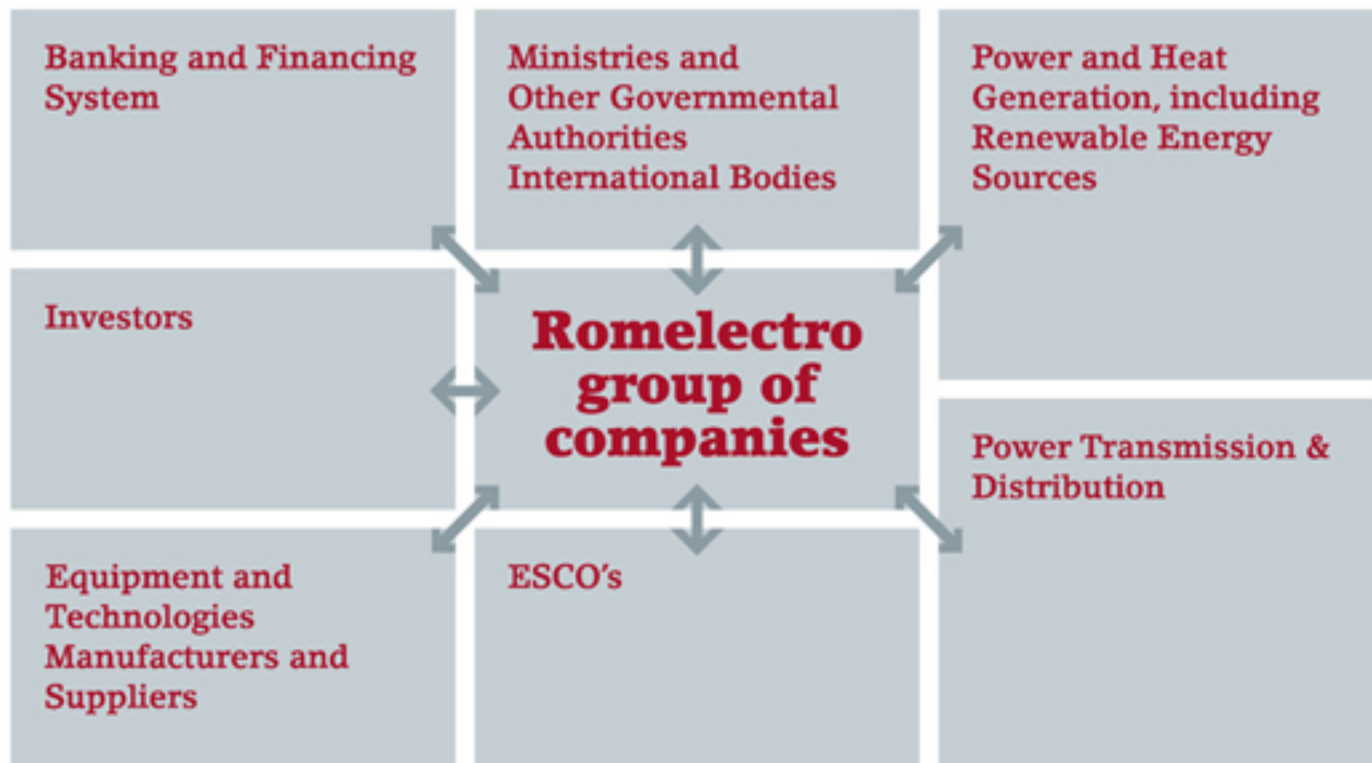 Banking and Financing
System
Ministries and
Other Governmental
Authorities
International Bodies
Power and Heat
Generation, including
Renewable Energy
Sources
Investors
Romelectro
group of
companies
Power Transmission &
Distribution
Equipment and
Technologies
Manufacturers and
Suppliers
ESCO’s